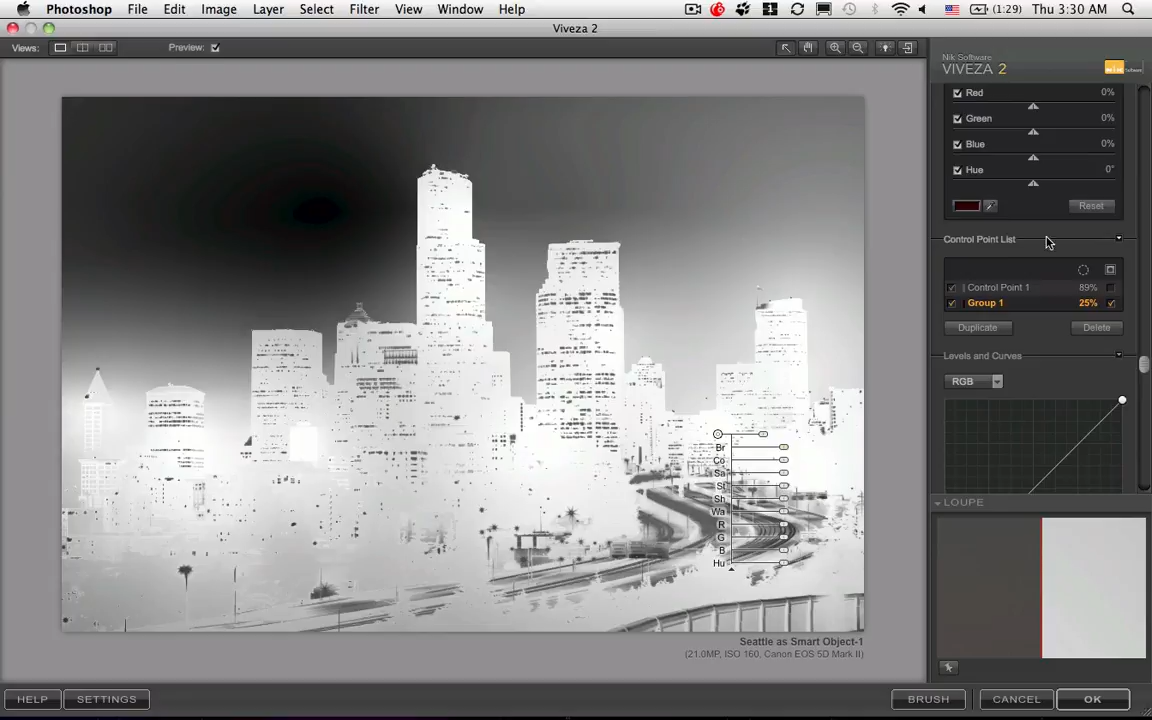 Photoshop File Edit Image Layer Select Filter View Window Help (1:29) Thu 3:30 AM
Viveza 2
Views: Preview:
Nik Software
VIVEZA 2
Red 0%
Green 0%
Blue 0%
Hue 0°
Reset
Control Point List
Control Point 1 89%
Group 1 25%
Duplicate Delete
Levels and Curves
RGB
Br
Co
Sa
St
Sh
Wa
R
G
B
Hu
LOUPE
Seattle as Smart Object-1
(21.0MP, ISO 160, Canon EOS 5D Mark II)
HELP SETTINGS BRUSH CANCEL OK